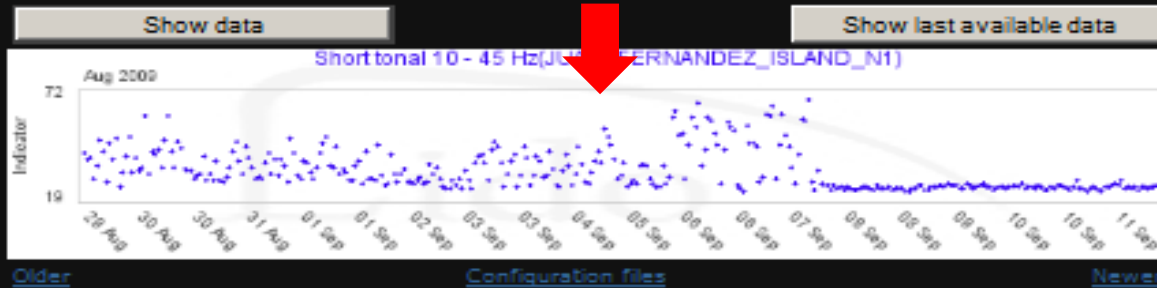 Show data
Show last available data
Short tonal 10 - 45 Hz(JU ERNANDEZ_ISLAND_N1)
Aug 2009
72
Indicator
19
29 Aug
30 Aug
30 Aug
31 Aug
01 Sep
01 Sep
02 Sep
03 Sep
03 Sep
04 Sep
05 Sep
06 Sep
06 Sep
07 Sep
08 Sep
08 Sep
09 Sep
10 Sep
10 Sep
11 Sep
Older
Configuration files
Newer